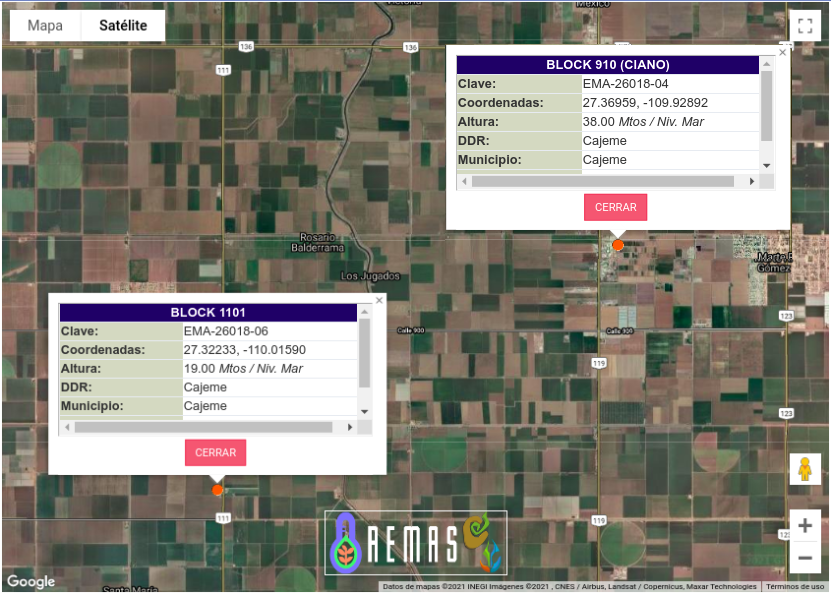 Mapa
Satélite
México
136
136
111
×
BLOCK 910 (CIANO)
Clave: EMA-26018-04
Coordenadas: 27.36959, -109.92892
Altura: 38.00 Mtos / Niv. Mar
DDR: Cajeme
Municipio: Cajeme
CERRAR
Rosario
Balderrama
Los Jugados
Marte R
Gómez
×
BLOCK 1101
Clave: EMA-26018-06
Coordenadas: 27.32233, -110.01590
Altura: 19.00 Mtos / Niv. Mar
DDR: Cajeme
Municipio: Cajeme
CERRAR
Calle 900
Calle 900
123
119
123
111
119
REMAS
Santa María
Google
Datos de mapas ©2021 INEGI Imágenes ©2021 , CNES / Airbus, Landsat / Copernicus, Maxar Technologies
Términos de uso